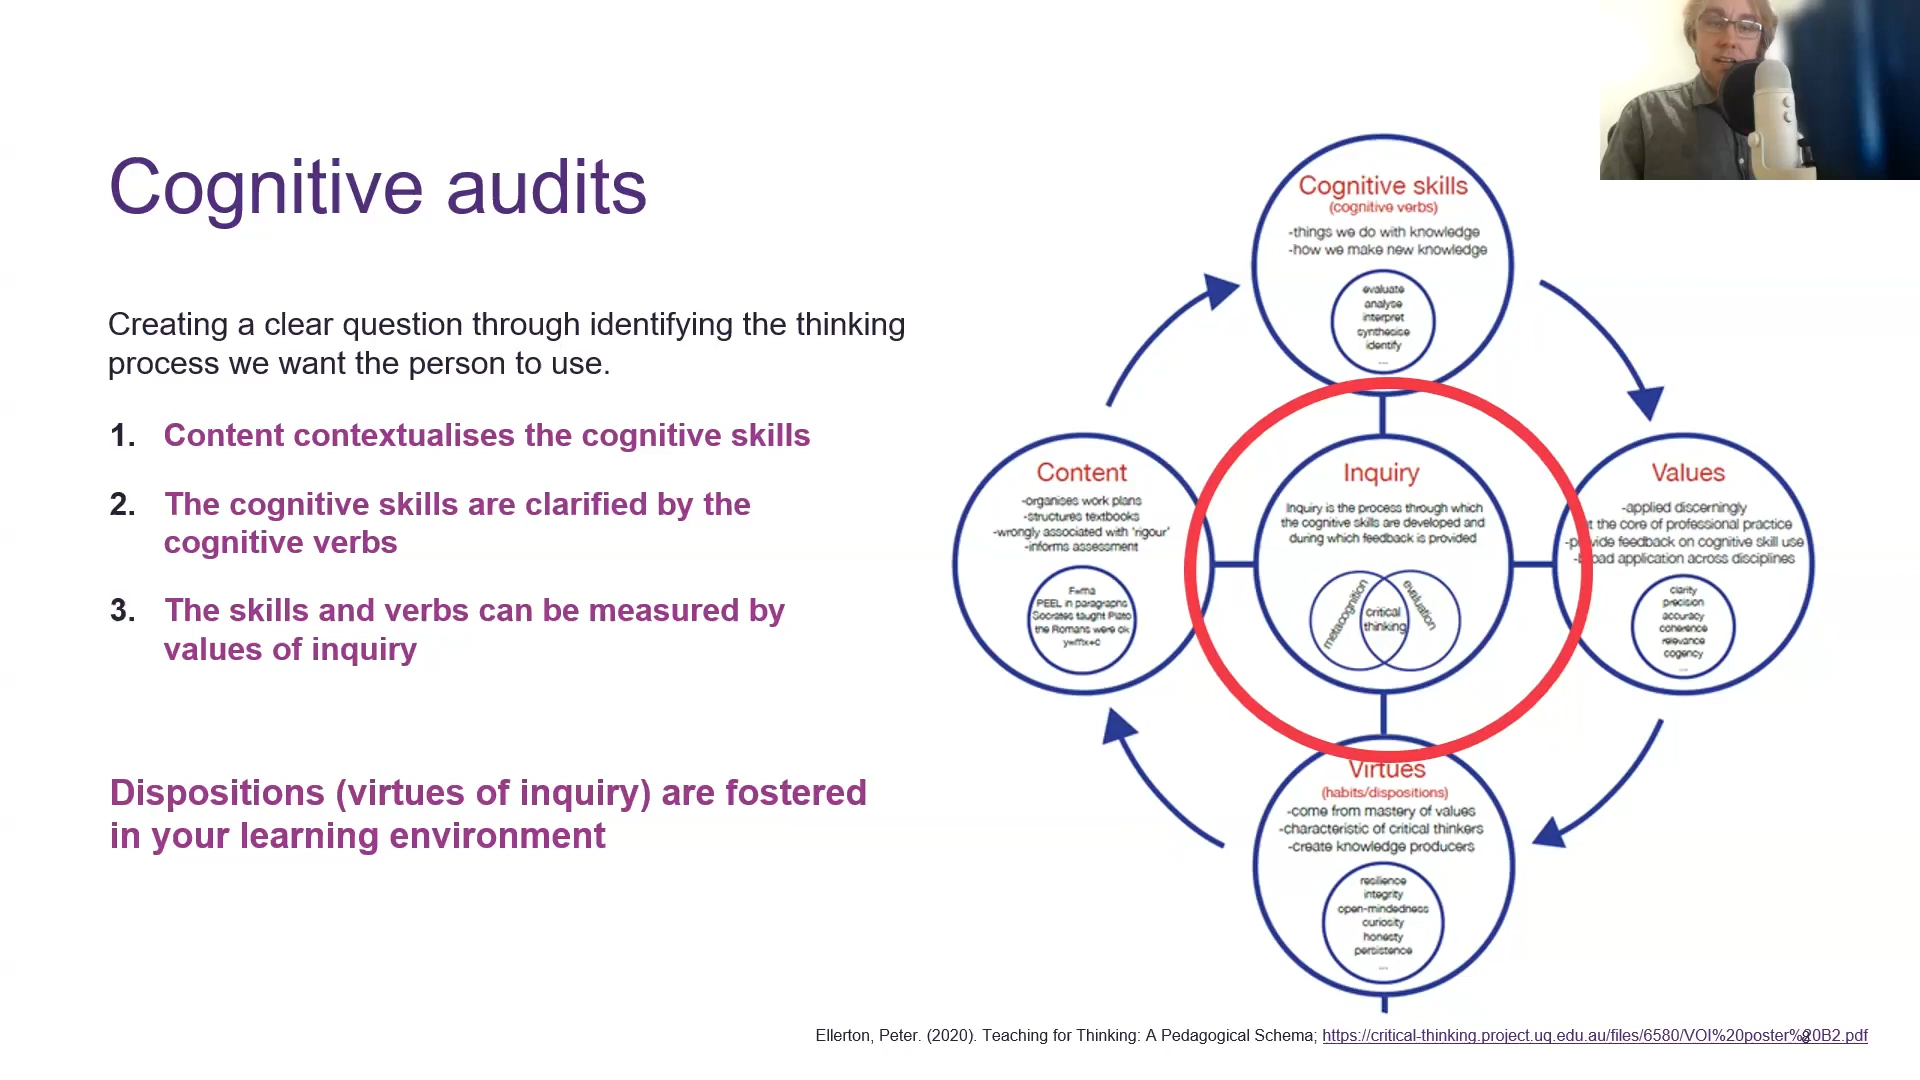 Cognitive audits
Creating a clear question through identifying the thinking
process we want the person to use.
1. Content contextualises the cognitive skills
2. The cognitive skills are clarified by the
cognitive verbs
3. The skills and verbs can be measured by
values of inquiry
Dispositions (virtues of inquiry) are fostered
in your learning environment
Cognitive skills
(cognitive verbs)
-things we do with knowledge
-how we make new knowledge
evaluate
analyse
interpret
synthesise
identify
...
Content
-organises work plans
-structures textbooks
-wrongly associated with 'rigour'
-informs assessment
F=ma
PEEL in paragraphs
Socrates taught Plato
the Romans were ok
y=mx+c
Inquiry
Inquiry is the process through which
the cognitive skills are developed and
during which feedback is provided
metacognition
critical
thinking
evaluation
Values
-applied discerningly
the core of professional practice
feedback on cognitive skill use
application across disciplines
clarity
precision
accuracy
coherence
relevance
cogency
...
Virtues
(habits/dispositions)
-come from mastery of values
-characteristic of critical thinkers
-create knowledge producers
resilience
integrity
open-mindedness
curiosity
honesty
persistence
...
Ellerton, Peter. (2020). Teaching for Thinking: A Pedagogical Schema; https://critical-thinking.project.uq.edu.au/files/6580/VOI%20poster%20B2.pdf
8